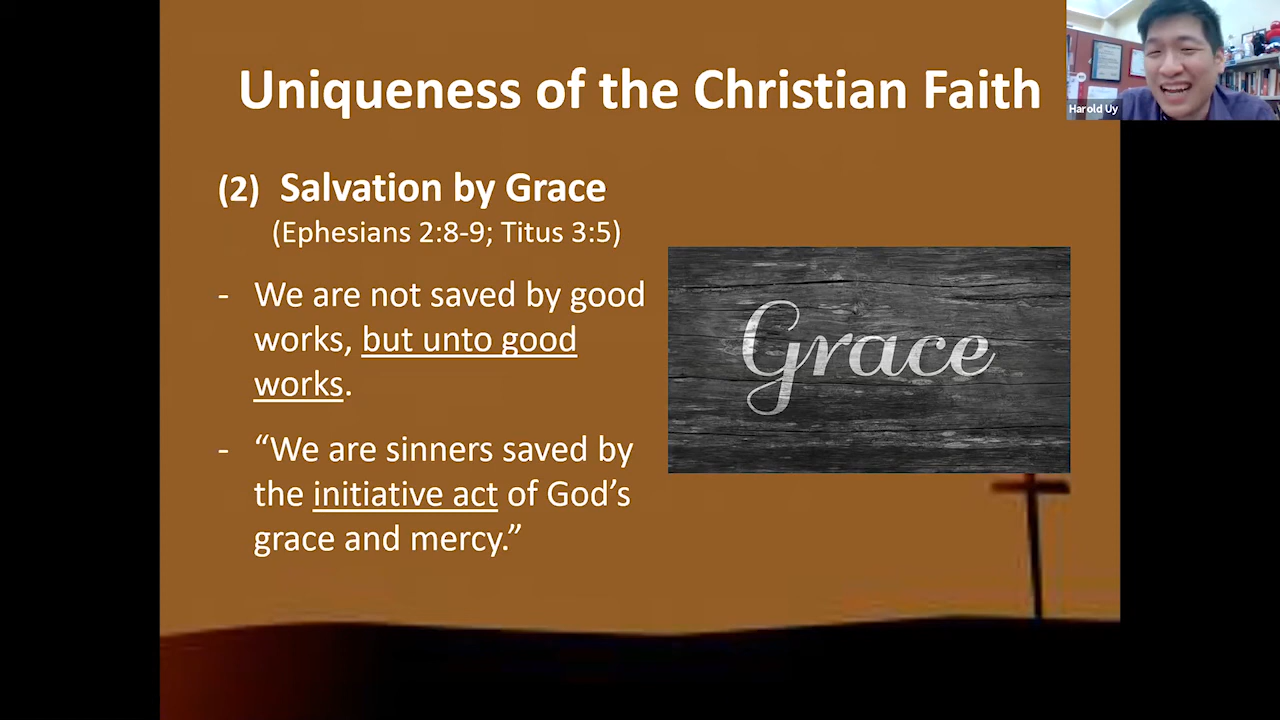 Uniqueness of the Christian Faith
Harold Uy
(2) Salvation by Grace
(Ephesians 2:8-9; Titus 3:5)
- We are not saved by good
works, but unto good
works.
Grace
- “We are sinners saved by
the initiative act of God’s
grace and mercy.”